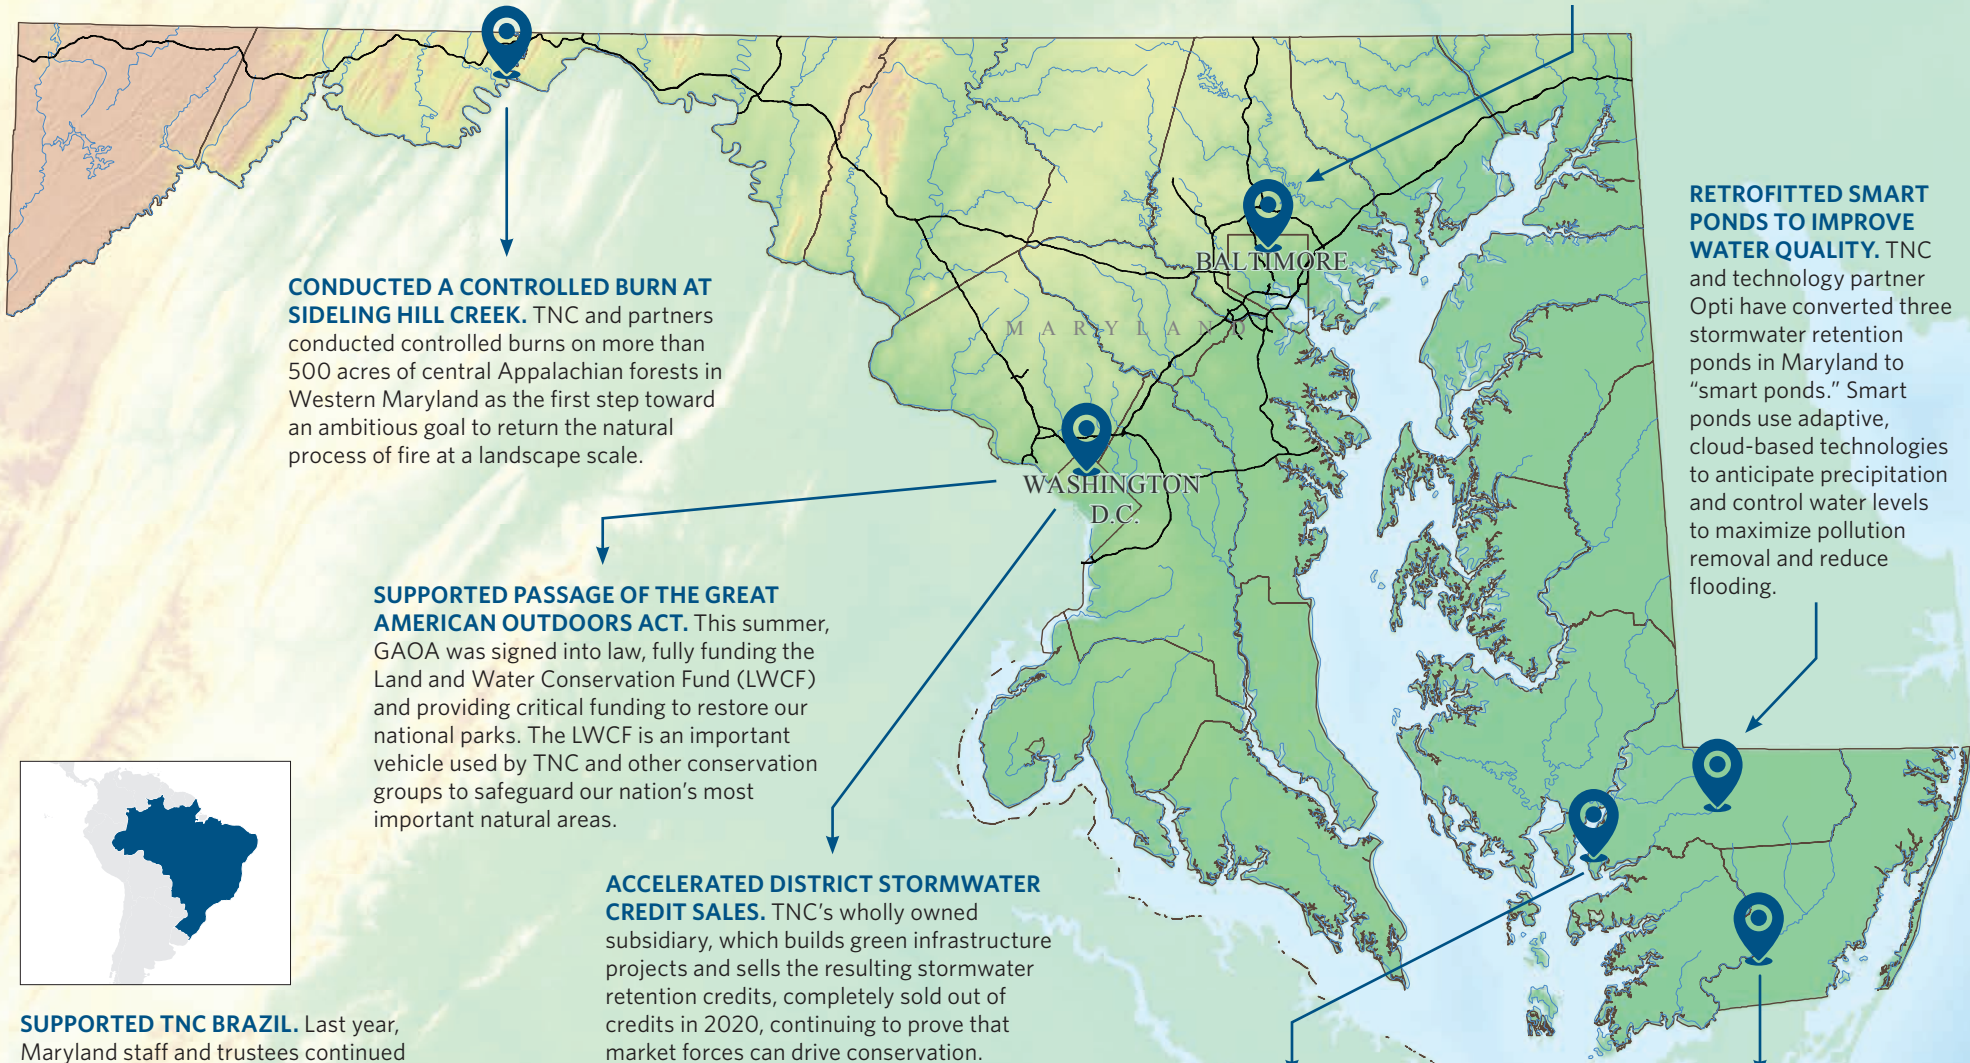 BALTIMORE
MARYLAND
WASHINGTON
D.C.
CONDUCTED A CONTROLLED BURN AT
SIDELING HILL CREEK. TNC and partners
conducted controlled burns on more than
500 acres of central Appalachian forests in
Western Maryland as the first step toward
an ambitious goal to return the natural
process of fire at a landscape scale.
RETROFITTED SMART
PONDS TO IMPROVE
WATER QUALITY. TNC
and technology partner
Opti have converted three
stormwater retention
ponds in Maryland to
“smart ponds.” Smart
ponds use adaptive,
cloud-based technologies
to anticipate precipitation
and control water levels
to maximize pollution
removal and reduce
flooding.
SUPPORTED PASSAGE OF THE GREAT
AMERICAN OUTDOORS ACT. This summer,
GAOA was signed into law, fully funding the
Land and Water Conservation Fund (LWCF)
and providing critical funding to restore our
national parks. The LWCF is an important
vehicle used by TNC and other conservation
groups to safeguard our nation’s most
important natural areas.
ACCELERATED DISTRICT STORMWATER
CREDIT SALES. TNC’s wholly owned
subsidiary, which builds green infrastructure
projects and sells the resulting stormwater
retention credits, completely sold out of
credits in 2020, continuing to prove that
market forces can drive conservation.
SUPPORTED TNC BRAZIL. Last year,
Maryland staff and trustees continued